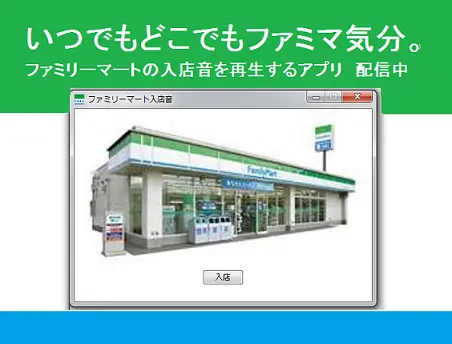 いつでもどこでもファミマ気分。
ファミリーマートの入店音を再生するアプリ　配信中
ファミリーマート入店音
FamilyMart
入店